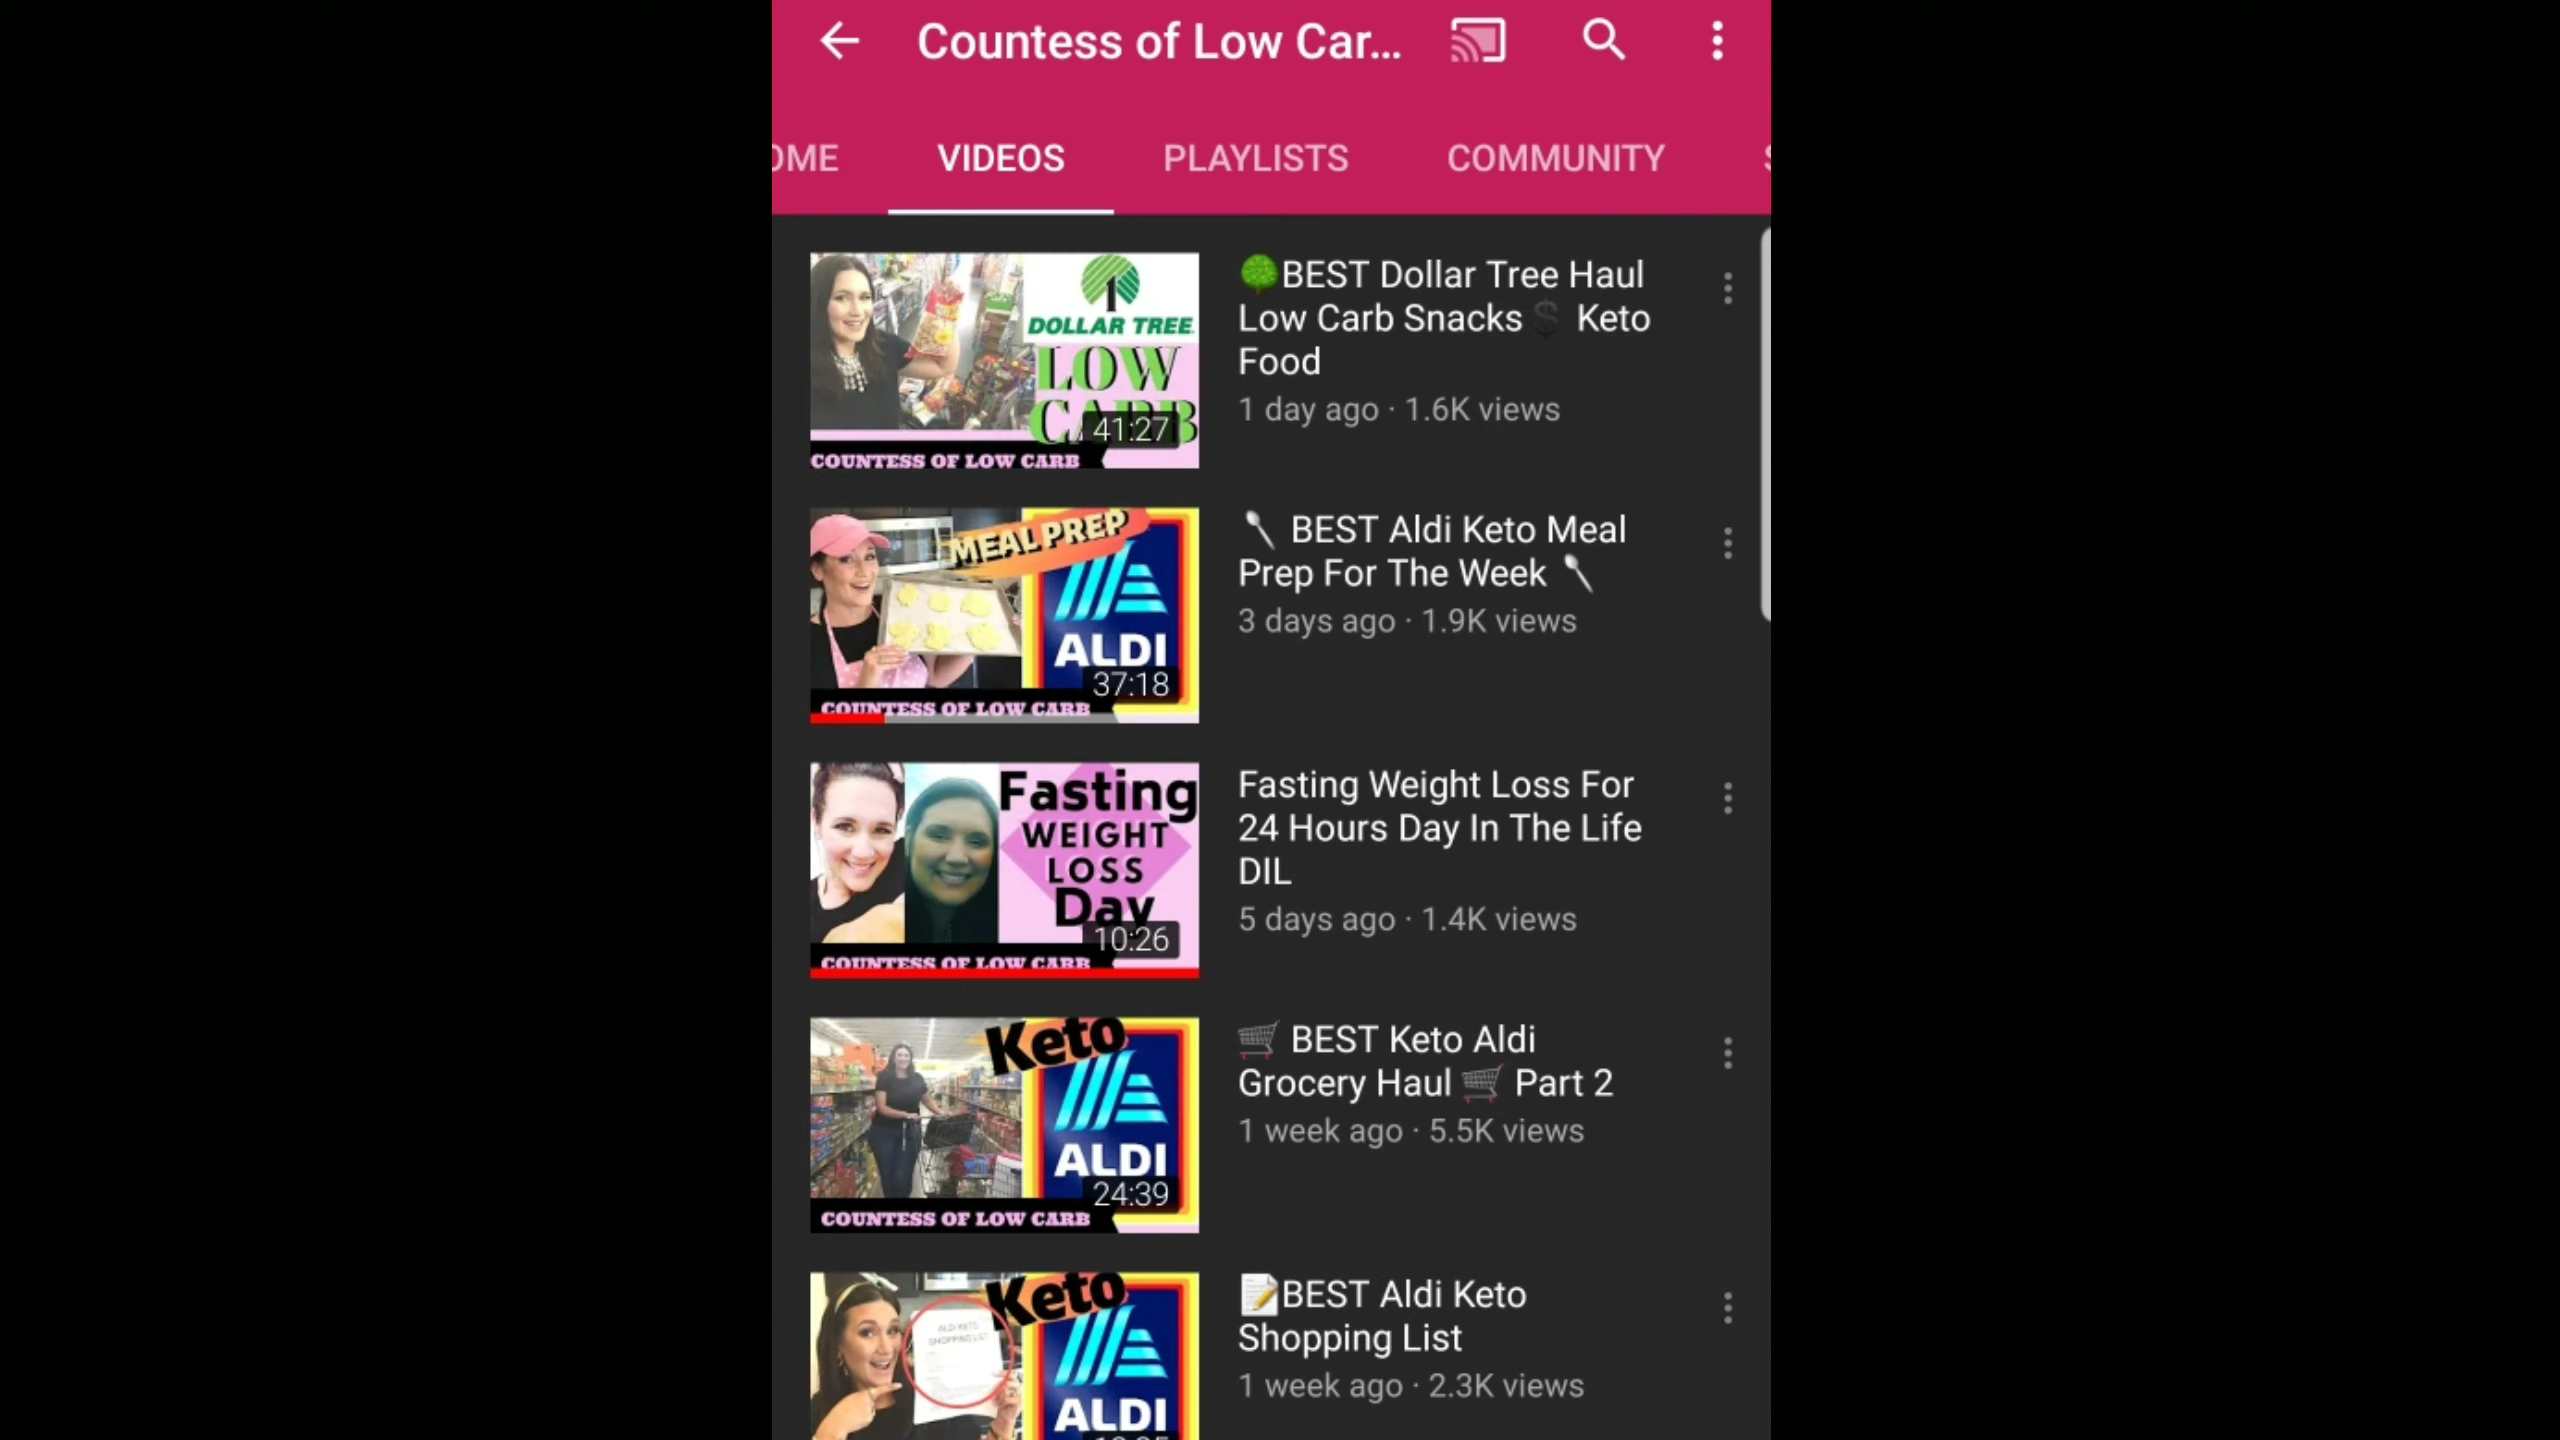 Countess of Low Car...
OME VIDEOS PLAYLISTS COMMUNITY S
DOLLAR TREE
LOW
CARB
41:27
COUNTESS OF LOW CARB
🌳BEST Dollar Tree Haul
Low Carb Snacks💲 Keto
Food
1 day ago · 1.6K views
MEAL PREP
ALDI
37:18
COUNTESS OF LOW CARB
🥄 BEST Aldi Keto Meal
Prep For The Week 🥄
3 days ago · 1.9K views
Fasting
WEIGHT
LOSS
Day
10:26
COUNTESS OF LOW CARB
Fasting Weight Loss For
24 Hours Day In The Life
DIL
5 days ago · 1.4K views
Keto
ALDI
24:39
COUNTESS OF LOW CARB
🛒 BEST Keto Aldi
Grocery Haul 🛒 Part 2
1 week ago · 5.5K views
Keto
ALDI KETO
SHOPPING LIST
ALDI
📝BEST Aldi Keto
Shopping List
1 week ago · 2.3K views